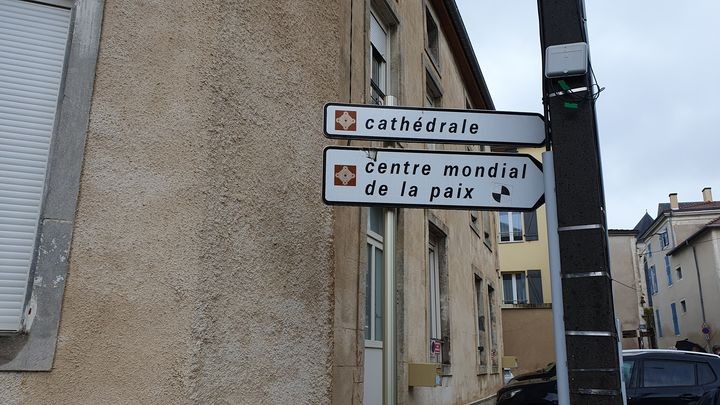 cathédrale
centre mondial
de la paix